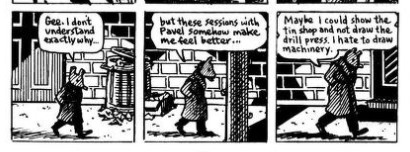 Gee. I don't
understand
exactly why...
but these sessions with
Pavel somehow make
me feel better...
Maybe I could show the
tin shop and not draw the
drill press. I hate to draw
machinery.